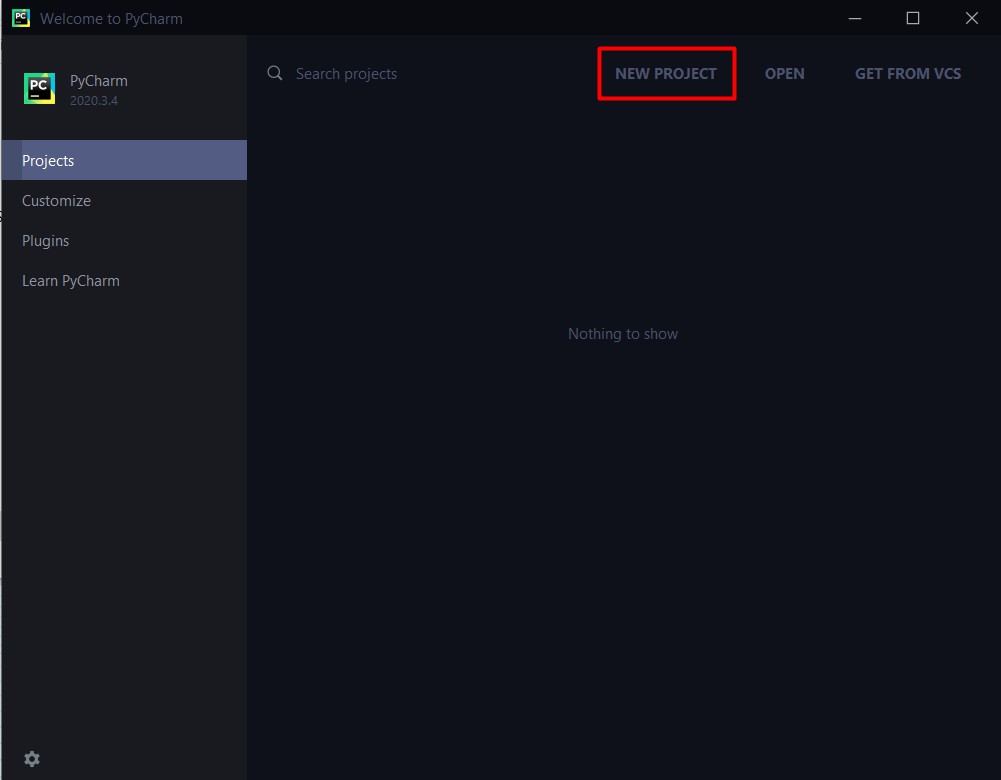 Welcome to PyCharm
PC
PyCharm
2020.3.4
Search projects
NEW PROJECT
OPEN
GET FROM VCS
Projects
Customize
Plugins
Learn PyCharm
Nothing to show